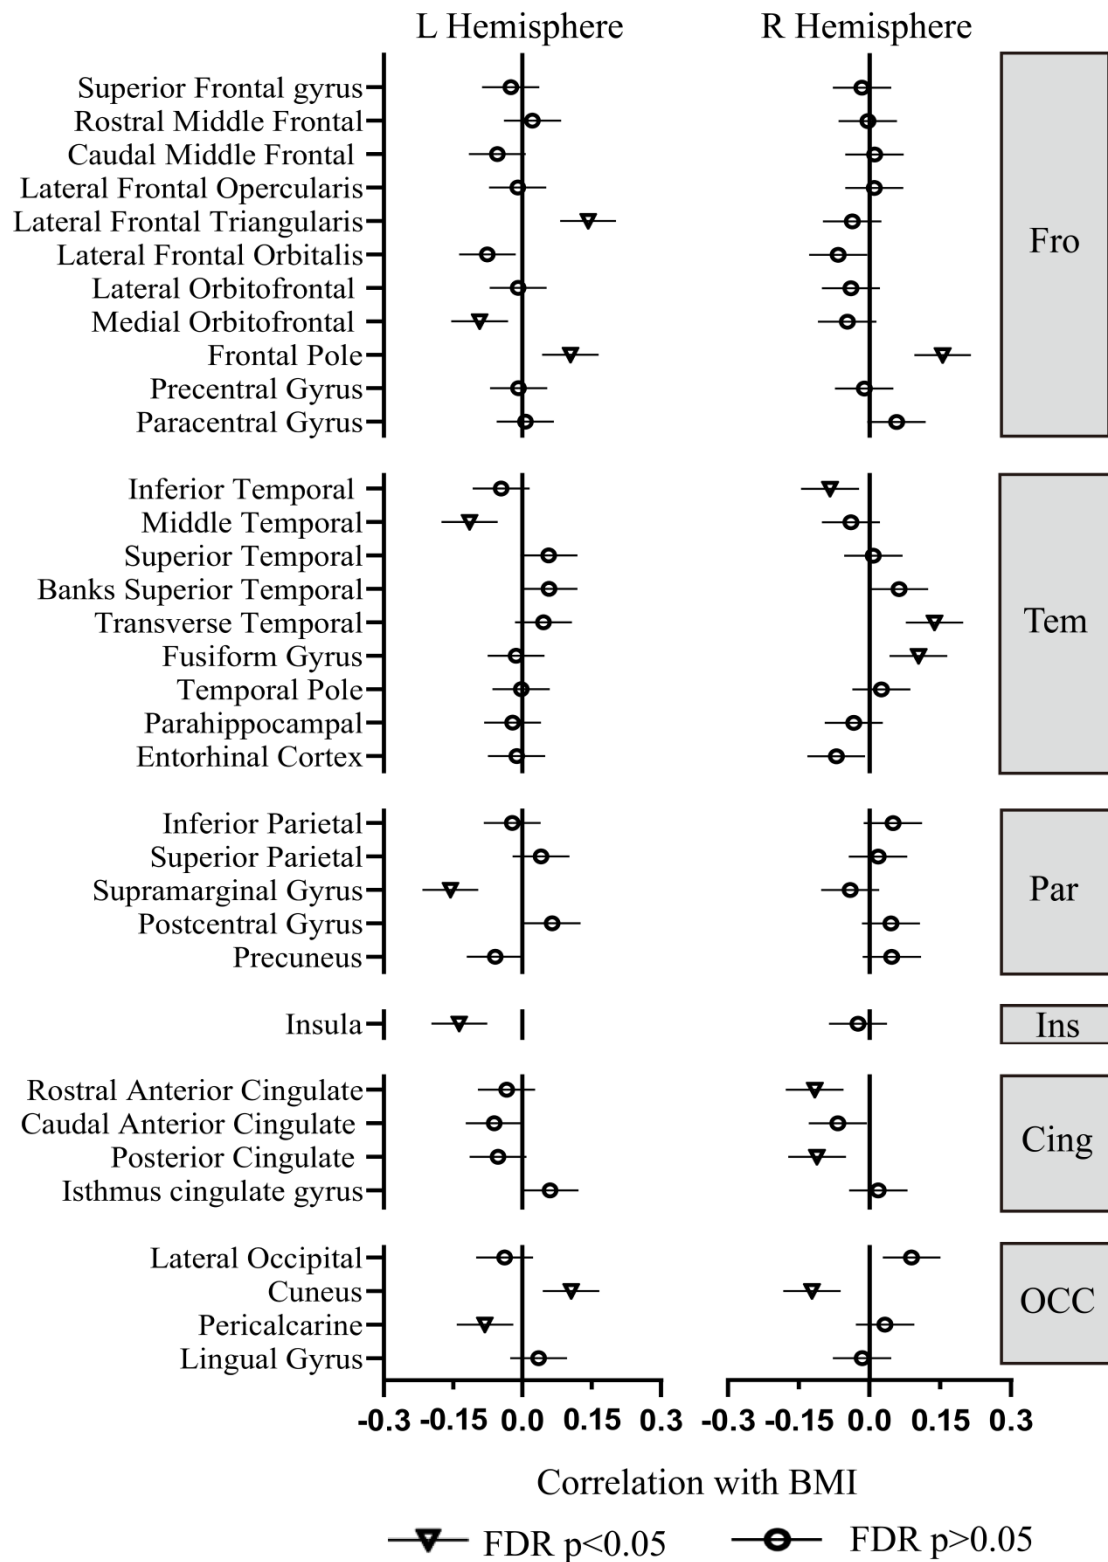 L Hemisphere R Hemisphere
Superior Frontal gyrus
Rostral Middle Frontal
Caudal Middle Frontal
Lateral Frontal Opercularis
Lateral Frontal Triangularis
Lateral Frontal Orbitalis
Lateral Orbitofrontal
Medial Orbitofrontal
Frontal Pole
Precentral Gyrus
Paracentral Gyrus
Fro
Inferior Temporal
Middle Temporal
Superior Temporal
Banks Superior Temporal
Transverse Temporal
Fusiform Gyrus
Temporal Pole
Parahippocampal
Entorhinal Cortex
Tem
Inferior Parietal
Superior Parietal
Supramarginal Gyrus
Postcentral Gyrus
Precuneus
Par
Insula
Ins
Rostral Anterior Cingulate
Caudal Anterior Cingulate
Posterior Cingulate
Isthmus cingulate gyrus
Cing
Lateral Occipital
Cuneus
Pericalcarine
Lingual Gyrus
OCC
-0.3 -0.15 0.0 0.15 0.3 -0.3 -0.15 0.0 0.15 0.3
Correlation with BMI
FDR p<0.05 FDR p>0.05